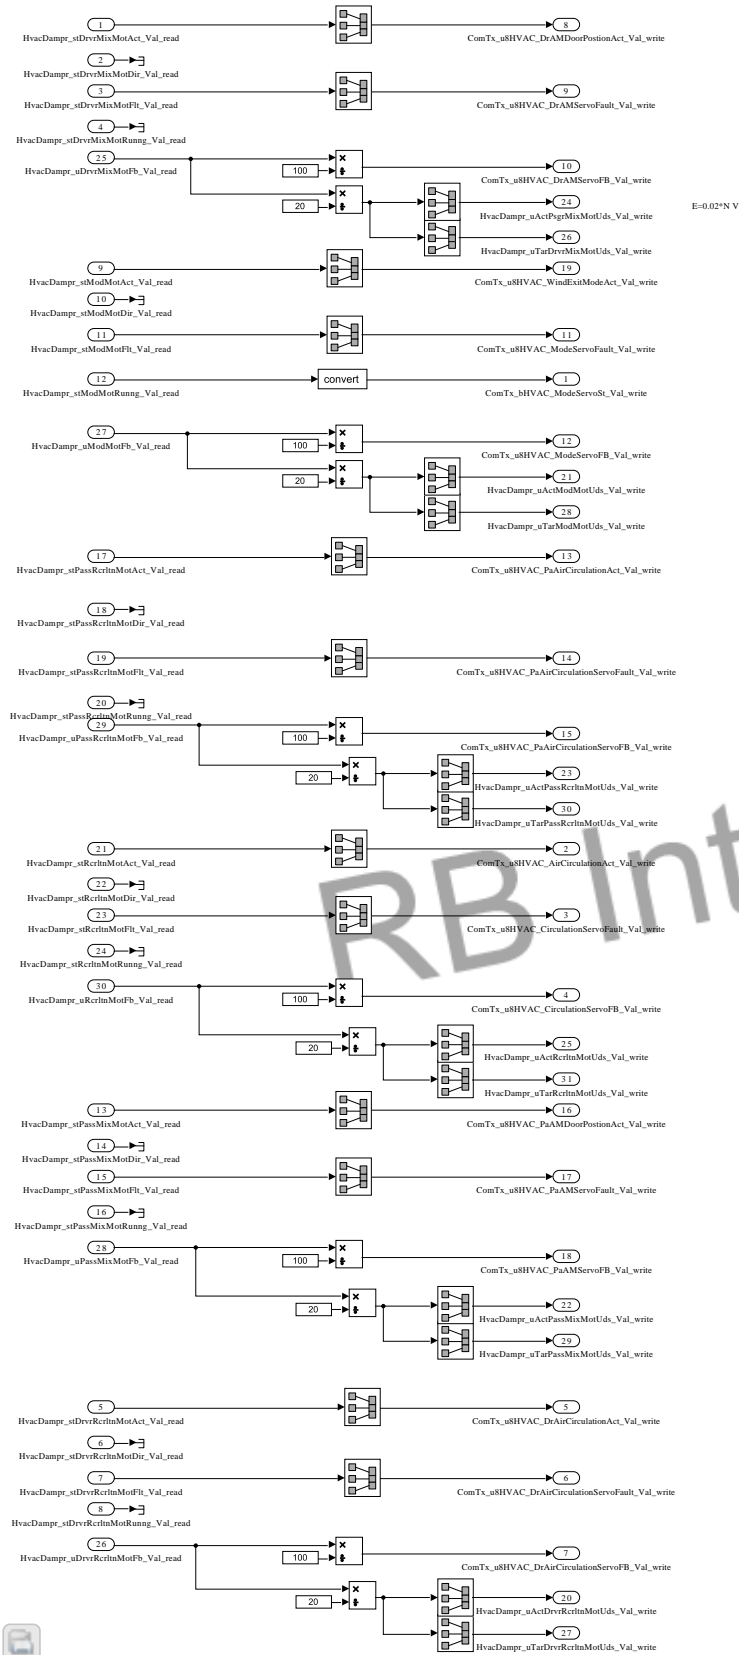 1 8
HvacDampr_stDrvrMixMotAct_Val_read ComTx_u8HVAC_DrAMDoorPostionAct_Val_write
2
HvacDampr_stDrvrMixMotDir_Val_read
3 9
HvacDampr_stDrvrMixMotFlt_Val_read ComTx_u8HVAC_DrAMServoFault_Val_write
4
HvacDampr_stDrvrMixMotRunng_Val_read
25 100 × ÷ 10
HvacDampr_uDrvrMixMotFb_Val_read ComTx_u8HVAC_DrAMServoFB_Val_write
20 × ÷ 24
HvacDampr_uActPsgrMixMotUds_Val_write E=0.02*N V
26
HvacDampr_uTarDrvrMixMotUds_Val_write
9 19
HvacDampr_stModMotAct_Val_read ComTx_u8HVAC_WindExitModeAct_Val_write
10
HvacDampr_stModMotDir_Val_read
11 11
HvacDampr_stModMotFlt_Val_read ComTx_u8HVAC_ModeServoFault_Val_write
12 convert 1
HvacDampr_stModMotRunng_Val_read ComTx_bHVAC_ModeServoSt_Val_write
27 100 × ÷ 12
HvacDampr_uModMotFb_Val_read ComTx_u8HVAC_ModeServoFB_Val_write
20 × ÷ 21
HvacDampr_uActModMotUds_Val_write
28
HvacDampr_uTarModMotUds_Val_write
17 13
HvacDampr_stPassRcrltnMotAct_Val_read ComTx_u8HVAC_PaAirCirculationAct_Val_write
18
HvacDampr_stPassRcrltnMotDir_Val_read
19 14
HvacDampr_stPassRcrltnMotFlt_Val_read ComTx_u8HVAC_PaAirCirculationServoFault_Val_write
20
HvacDampr_stPassRcrltnMotRunng_Val_read
29 100 × ÷ 15
HvacDampr_uPassRcrltnMotFb_Val_read ComTx_u8HVAC_PaAirCirculationServoFB_Val_write
20 × ÷ 23
HvacDampr_uActPassRcrltnMotUds_Val_write
30
HvacDampr_uTarPassRcrltnMotUds_Val_write
21 2
HvacDampr_stRcrltnMotAct_Val_read ComTx_u8HVAC_AirCirculationAct_Val_write
22
HvacDampr_stRcrltnMotDir_Val_read
RB Int
23 3
HvacDampr_stRcrltnMotFlt_Val_read ComTx_u8HVAC_CirculationServoFault_Val_write
24
HvacDampr_stRcrltnMotRunng_Val_read
30 100 × ÷ 4
HvacDampr_uRcrltnMotFb_Val_read ComTx_u8HVAC_CirculationServoFB_Val_write
20 × ÷ 25
HvacDampr_uActRcrltnMotUds_Val_write
31
HvacDampr_uTarRcrltnMotUds_Val_write
13 16
HvacDampr_stPassMixMotAct_Val_read ComTx_u8HVAC_PaAMDoorPostionAct_Val_write
14
HvacDampr_stPassMixMotDir_Val_read
15 17
HvacDampr_stPassMixMotFlt_Val_read ComTx_u8HVAC_PaAMServoFault_Val_write
16
HvacDampr_stPassMixMotRunng_Val_read
28 100 × ÷ 18
HvacDampr_uPassMixMotFb_Val_read ComTx_u8HVAC_PaAMServoFB_Val_write
20 × ÷ 22
HvacDampr_uActPassMixMotUds_Val_write
29
HvacDampr_uTarPassMixMotUds_Val_write
5 5
HvacDampr_stDrvrRcrltnMotAct_Val_read ComTx_u8HVAC_DrAirCirculationAct_Val_write
6
HvacDampr_stDrvrRcrltnMotDir_Val_read
7 6
HvacDampr_stDrvrRcrltnMotFlt_Val_read ComTx_u8HVAC_DrAirCirculationServoFault_Val_write
8
HvacDampr_stDrvrRcrltnMotRunng_Val_read
26 100 × ÷ 7
HvacDampr_uDrvrRcrltnMotFb_Val_read ComTx_u8HVAC_DrAirCirculationServoFB_Val_write
20 × ÷ 20
HvacDampr_uActDrvrRcrltnMotUds_Val_write
27
HvacDampr_uTarDrvrRcrltnMotUds_Val_write